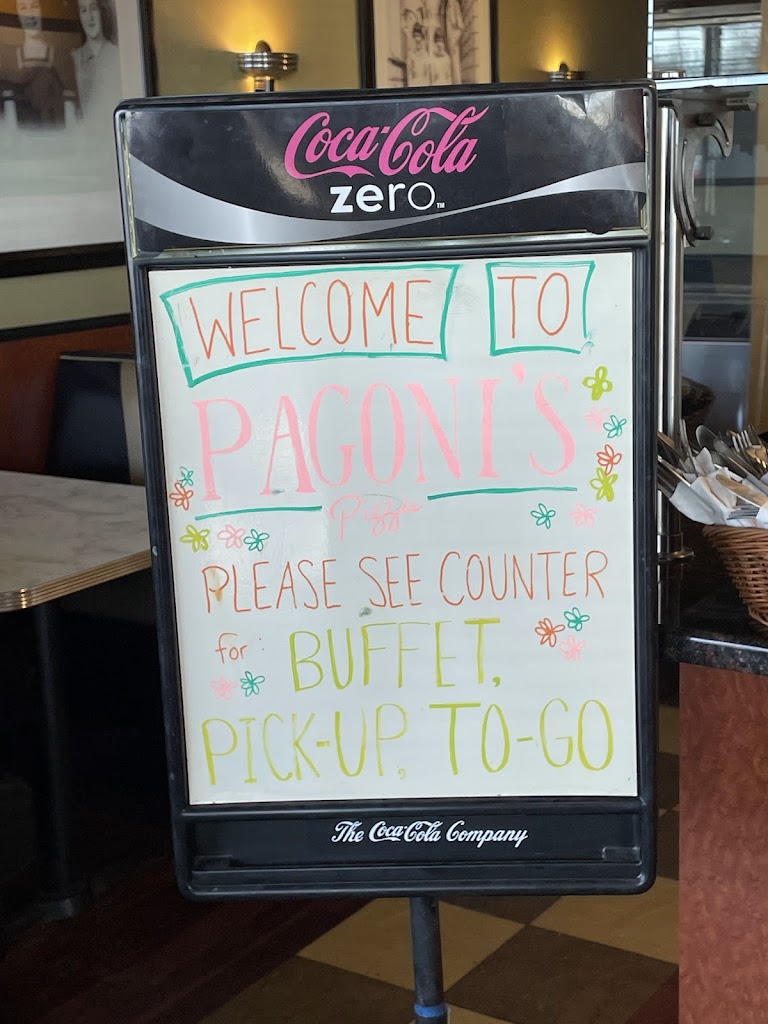 Coca-Cola
zero™
WELCOME TO
PAGONI'S
Pizza
PLEASE SEE COUNTER
for: BUFFET,
PICK-UP, TO-GO
The Coca-Cola Company